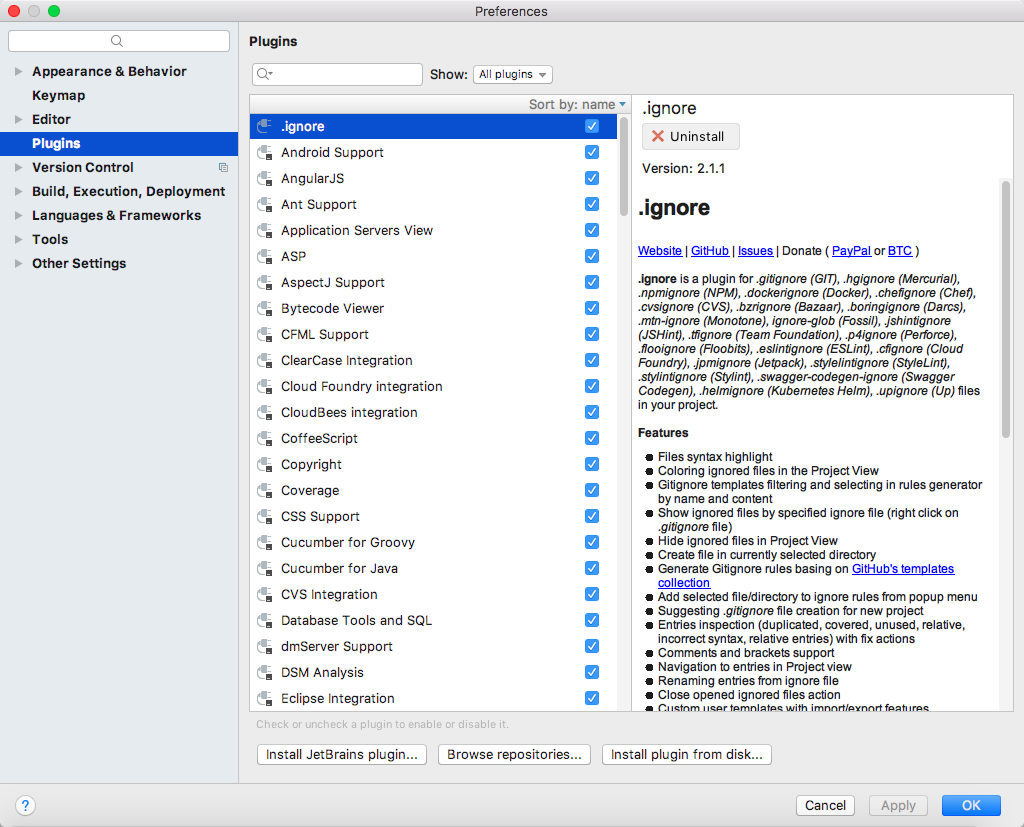 Preferences
Appearance & Behavior
Keymap
Editor
Plugins
Version Control
Build, Execution, Deployment
Languages & Frameworks
Tools
Other Settings
Plugins
Show: All plugins
Sort by: name
.ignore
Android Support
AngularJS
Ant Support
Application Servers View
ASP
AspectJ Support
Bytecode Viewer
CFML Support
ClearCase Integration
Cloud Foundry integration
CloudBees integration
CoffeeScript
Copyright
Coverage
CSS Support
Cucumber for Groovy
Cucumber for Java
CVS Integration
Database Tools and SQL
dmServer Support
DSM Analysis
Eclipse Integration
.ignore
Uninstall
Version: 2.1.1
.ignore
Website | GitHub | Issues | Donate ( PayPal or BTC )
.ignore is a plugin for .gitignore (GIT), .hgignore (Mercurial),
.npmignore (NPM), .dockerignore (Docker), .chefignore (Chef),
.cvsignore (CVS), .bzrignore (Bazaar), .boringignore (Darcs),
.mtn-ignore (Monotone), ignore-glob (Fossil), .jshintignore
(JSHint), .tfignore (Team Foundation), .p4ignore (Perforce),
.flooignore (Floobits), .eslintignore (ESLint), .cfignore (Cloud
Foundry), .jpmignore (Jetpack), .stylelintignore (StyleLint),
.stylintignore (Stylint), .swagger-codegen-ignore (Swagger
Codegen), .helmignore (Kubernetes Helm), .upignore (Up) files
in your project.
Features
Files syntax highlight
Coloring ignored files in the Project View
Gitignore templates filtering and selecting in rules generator
by name and content
Show ignored files by specified ignore file (right click on
.gitignore file)
Hide ignored files in Project View
Create file in currently selected directory
Generate Gitignore rules basing on GitHub's templates
collection
Add selected file/directory to ignore rules from popup menu
Suggesting .gitignore file creation for new project
Entries inspection (duplicated, covered, unused, relative,
incorrect syntax, relative entries) with fix actions
Comments and brackets support
Navigation to entries in Project view
Renaming entries from ignore file
Close opened ignored files action
Custom user templates with import/export features
Check or uncheck a plugin to enable or disable it.
Install JetBrains plugin...
Browse repositories...
Install plugin from disk...
?
Cancel
Apply
OK